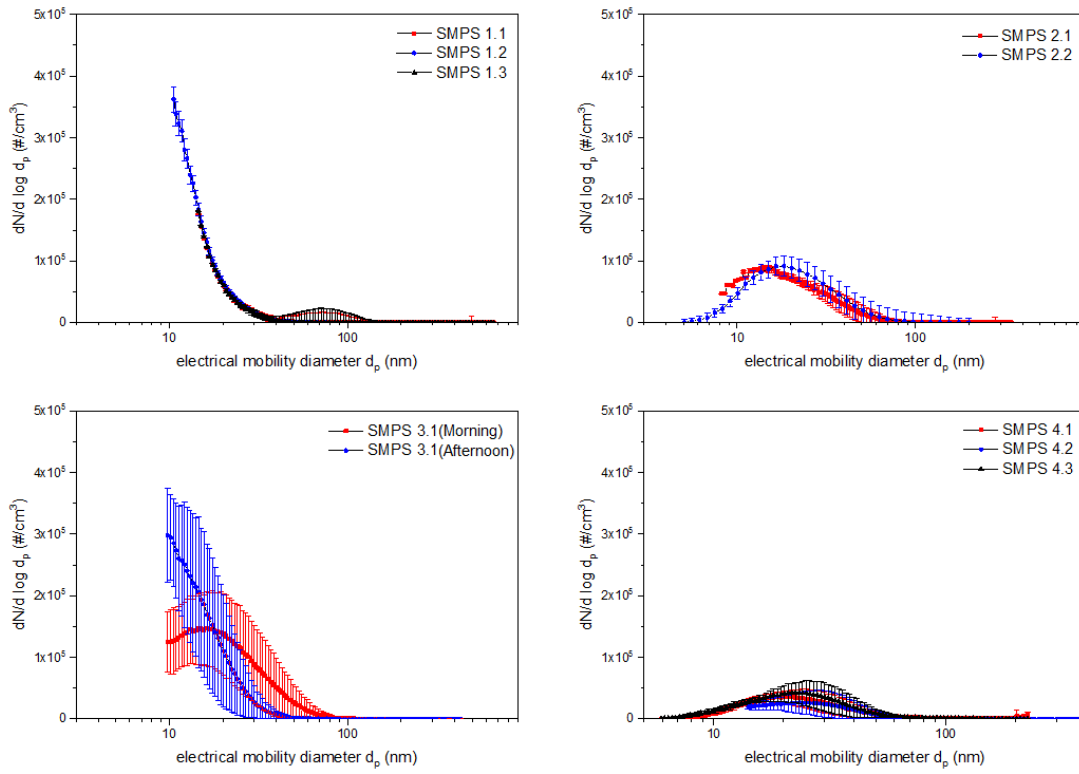 5x10⁵
4x10⁵
3x10⁵
2x10⁵
1x10⁵
0
dN/d log dₚ (#/cm³)
10
100
electrical mobility diameter dₚ (nm)
SMPS 1.1
SMPS 1.2
SMPS 1.3
5x10⁵
4x10⁵
3x10⁵
2x10⁵
1x10⁵
0
dN/d log dₚ (#/cm³)
10
100
electrical mobility diameter dₚ (nm)
SMPS 2.1
SMPS 2.2
5x10⁵
4x10⁵
3x10⁵
2x10⁵
1x10⁵
0
dN/d log dₚ (#/cm³)
10
100
electrical mobility diameter dₚ (nm)
SMPS 3.1(Morning)
SMPS 3.1(Afternoon)
5x10⁵
4x10⁵
3x10⁵
2x10⁵
1x10⁵
0
dN/d log dₚ (#/cm³)
10
100
electrical mobility diameter dₚ (nm)
SMPS 4.1
SMPS 4.2
SMPS 4.3